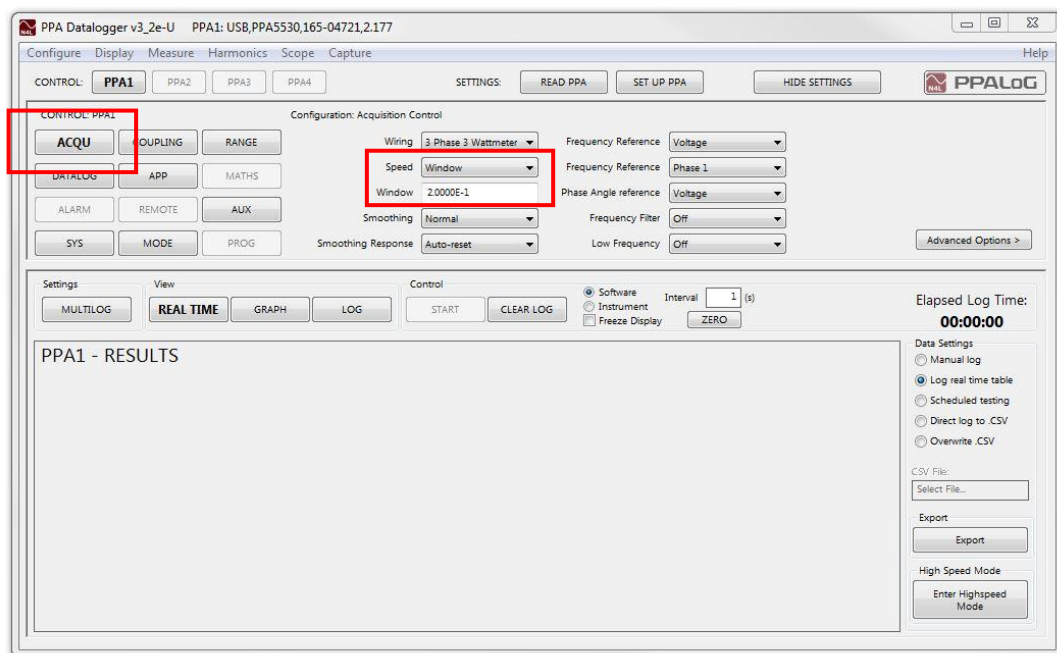 PPA Datalogger v3_2e-U PPA1: USB,PPA5530,165-04721,2.177
Configure Display Measure Harmonics Scope Capture Help
CONTROL: PPA1 PPA2 PPA3 PPA4 SETTINGS: READ PPA SET UP PPA HIDE SETTINGS N4L PPALoG
CONTROL: PPA1 Configuration: Acquisition Control
ACQU COUPLING RANGE Wiring 3 Phase 3 Wattmeter Frequency Reference Voltage
DATALOG APP MATHS Speed Window Frequency Reference Phase 1
Window 2.0000E-1 Phase Angle reference Voltage
ALARM REMOTE AUX Smoothing Normal Frequency Filter Off
SYS MODE PROG Smoothing Response Auto-reset Low Frequency Off Advanced Options >
Settings View Control
MULTILOG REAL TIME GRAPH LOG START CLEAR LOG
Software
Instrument
Freeze Display
Interval 1 (s)
ZERO
Elapsed Log Time:
00:00:00
PPA1 - RESULTS
Data Settings
Manual log
Log real time table
Scheduled testing
Direct log to .CSV
Overwrite .CSV
CSV File:
Select File...
Export
Export
High Speed Mode
Enter Highspeed
Mode